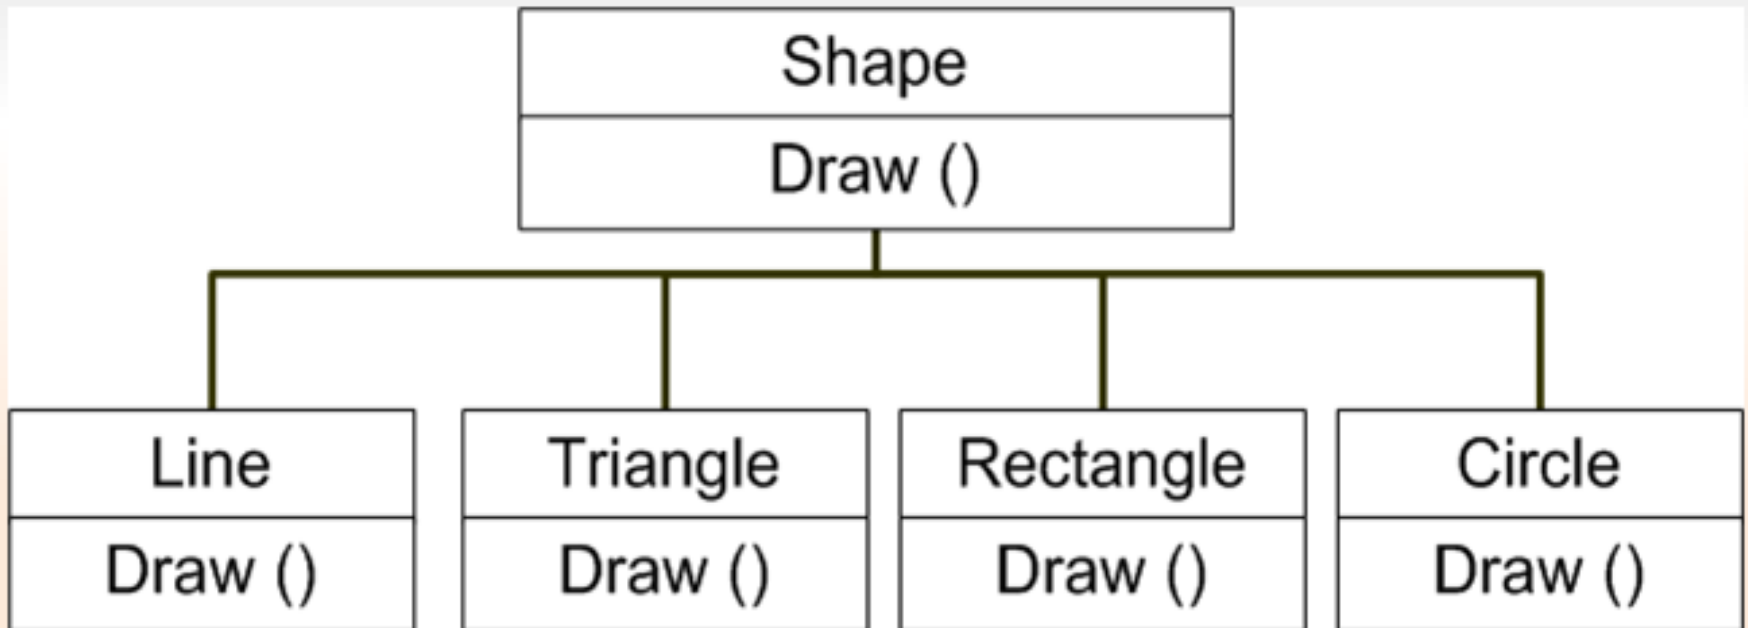 Shape
Draw ()
Line
Triangle
Rectangle
Circle
Draw ()
Draw ()
Draw ()
Draw ()